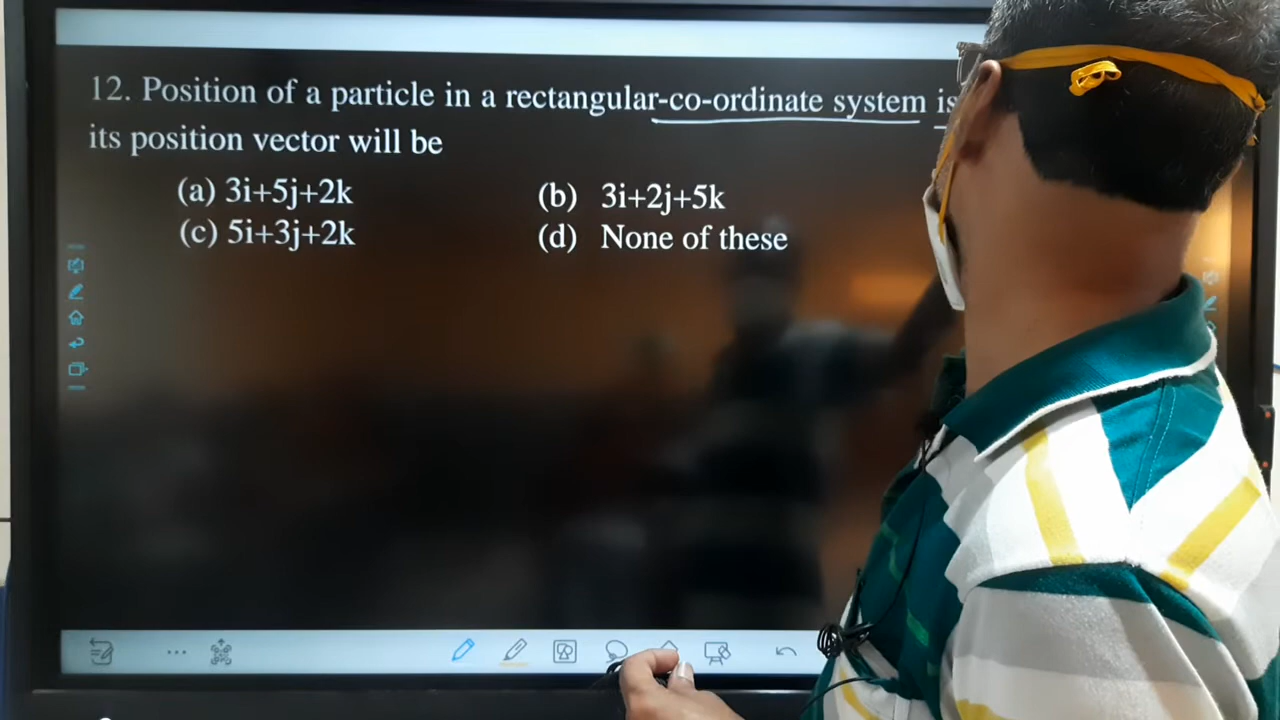 12. Position of a particle in a rectangular-co-ordinate system is
its position vector will be
(a) 3i+5j+2k
(b) 3i+2j+5k
(c) 5i+3j+2k
(d) None of these